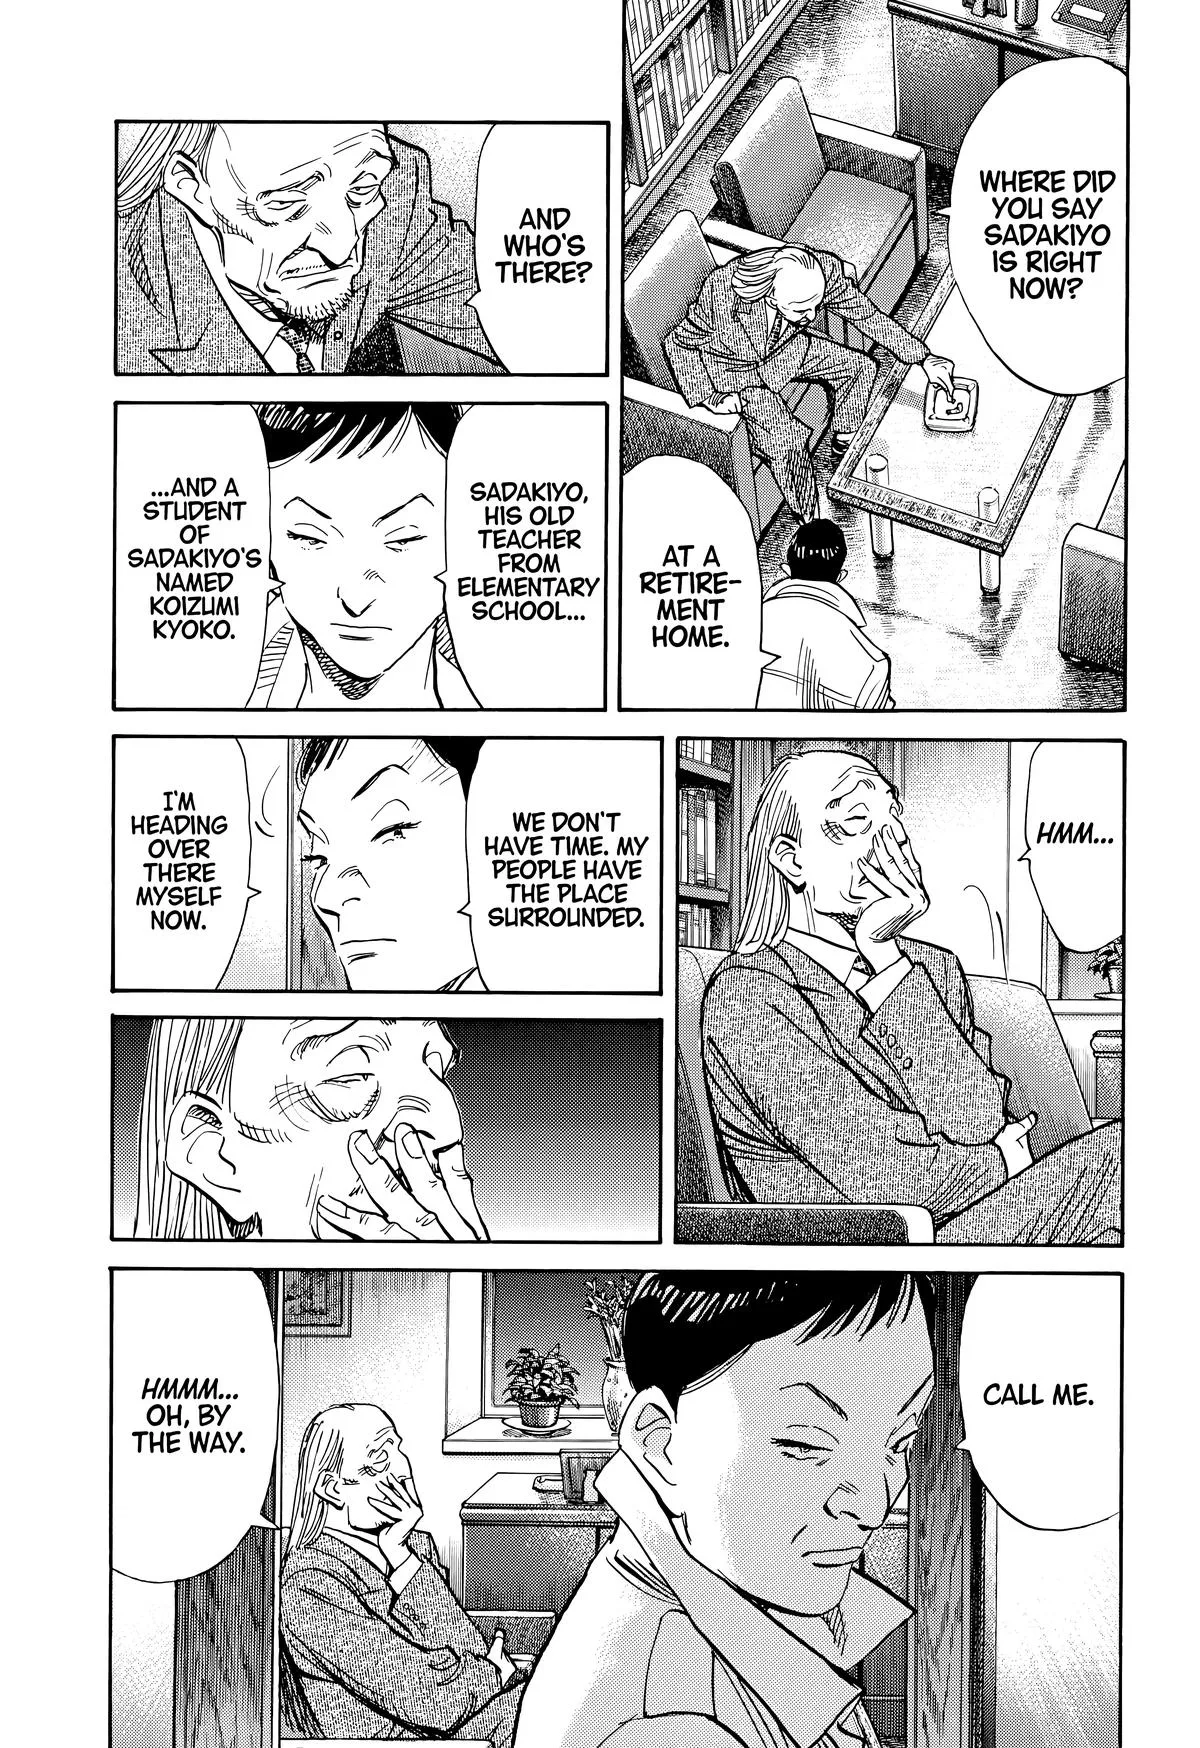 WHERE DID
YOU SAY
SADAKIYO
IS RIGHT
NOW?
AT A
RETIRE-
MENT
HOME.
AND
WHO'S
THERE?
SADAKIYO,
HIS OLD
TEACHER
FROM
ELEMENTARY
SCHOOL...
...AND A
STUDENT
OF
SADAKIYO'S
NAMED
KOIZUMI
KYOKO.
HMM...
WE DON'T
HAVE TIME. MY
PEOPLE HAVE
THE PLACE
SURROUNDED.
I'M
HEADING
OVER
THERE
MYSELF
NOW.
CALL ME.
HMMM...
OH, BY
THE WAY.